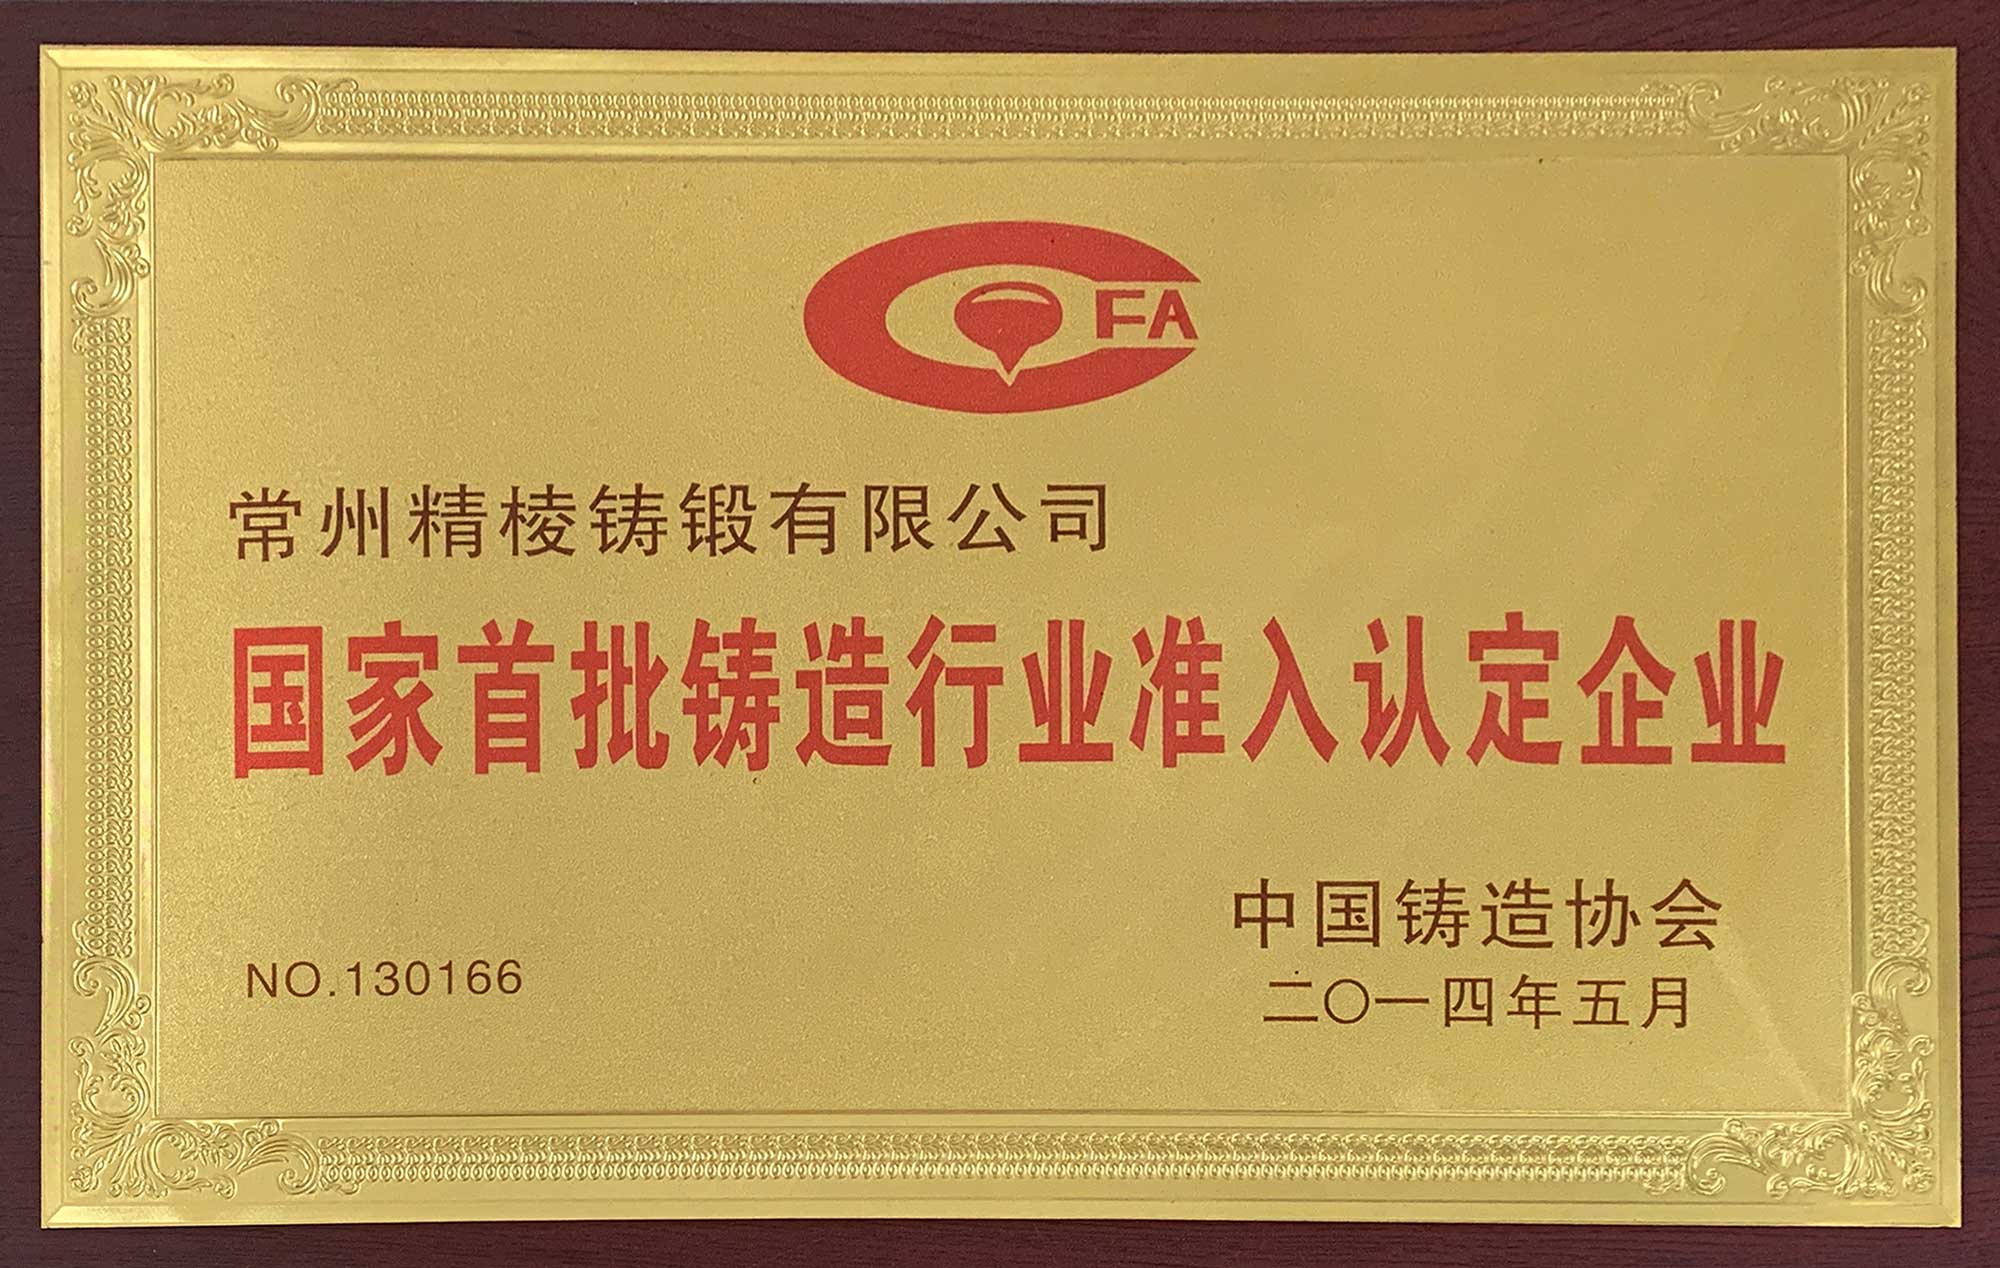 CFA
常州精棱铸锻有限公司
国家首批铸造行业准入认定企业
中国铸造协会
NO.130166
二〇一四年五月